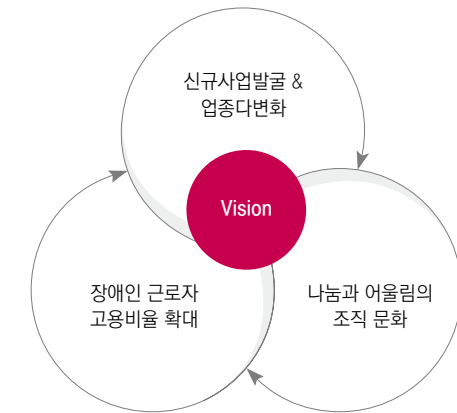 신규사업발굴 &
업종다변화
Vision
장애인 근로자
고용비율 확대
나눔과 어울림의
조직 문화